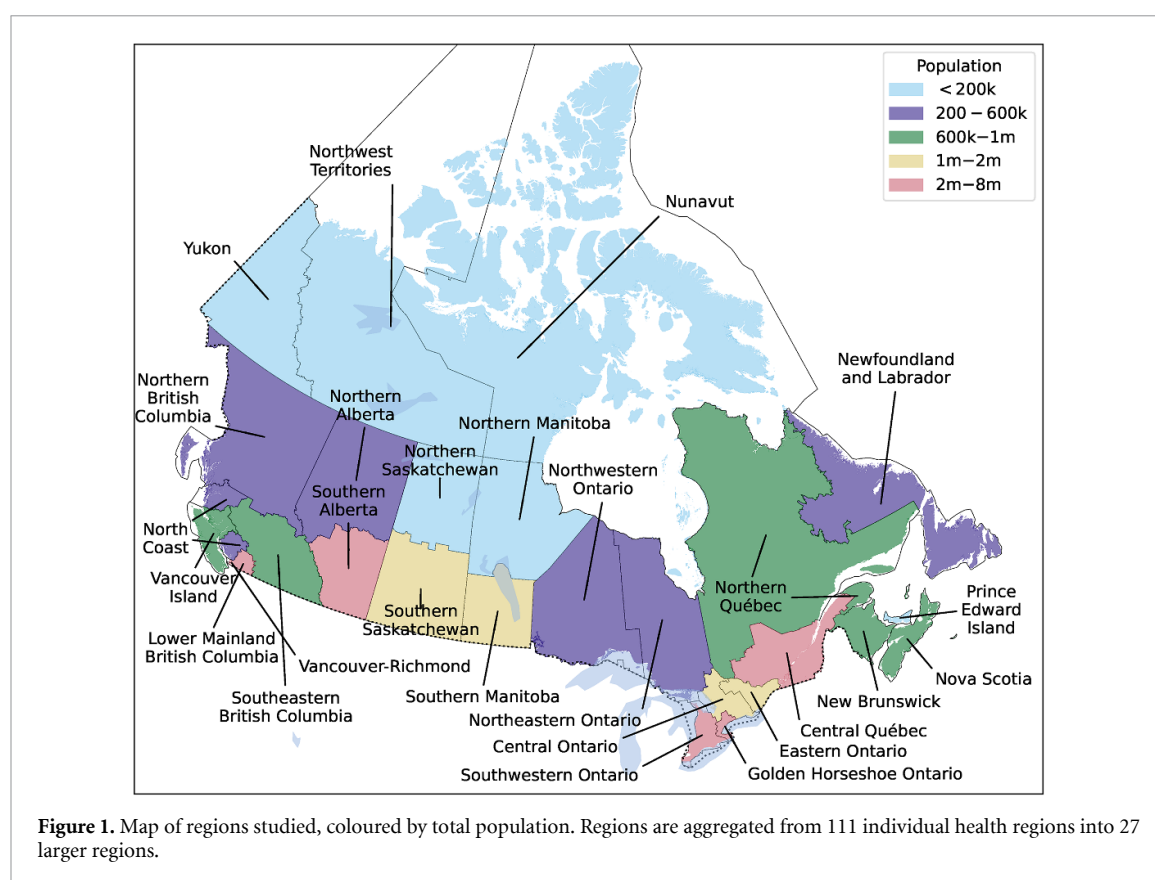 Population
< 200k
200 − 600k
600k−1m
1m−2m
2m−8m
Northwest
Territories
Nunavut
Yukon
Newfoundland
and Labrador
Northern
British
Columbia
Northern
Alberta
Northern Manitoba
Northern
Saskatchewan
Northwestern
Ontario
Southern
Alberta
North
Coast
Vancouver
Island
Northern
Québec
Prince
Edward
Island
Southern
Saskatchewan
Lower Mainland
British Columbia
Vancouver-Richmond
Southeastern
British Columbia
Southern Manitoba
Nova Scotia
New Brunswick
Northeastern Ontario
Central Québec
Central Ontario
Eastern Ontario
Southwestern Ontario
Golden Horseshoe Ontario
Figure 1. Map of regions studied, coloured by total population. Regions are aggregated from 111 individual health regions into 27
larger regions.